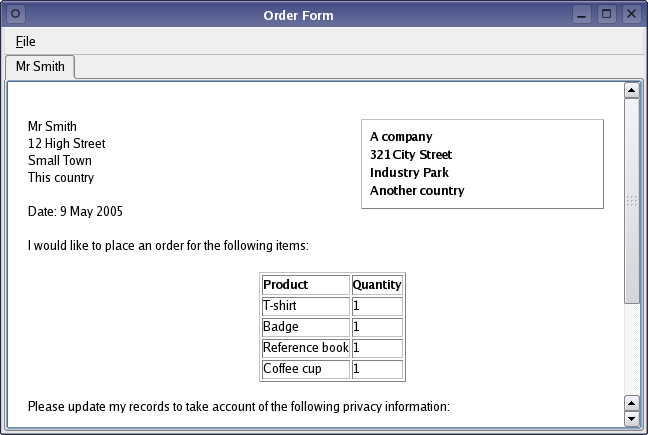 Order Form
File
Mr Smith
Mr Smith
12 High Street
Small Town
This country
A company
321 City Street
Industry Park
Another country
Date: 9 May 2005
I would like to place an order for the following items:
Product Quantity
T-shirt 1
Badge 1
Reference book 1
Coffee cup 1
Please update my records to take account of the following privacy information: